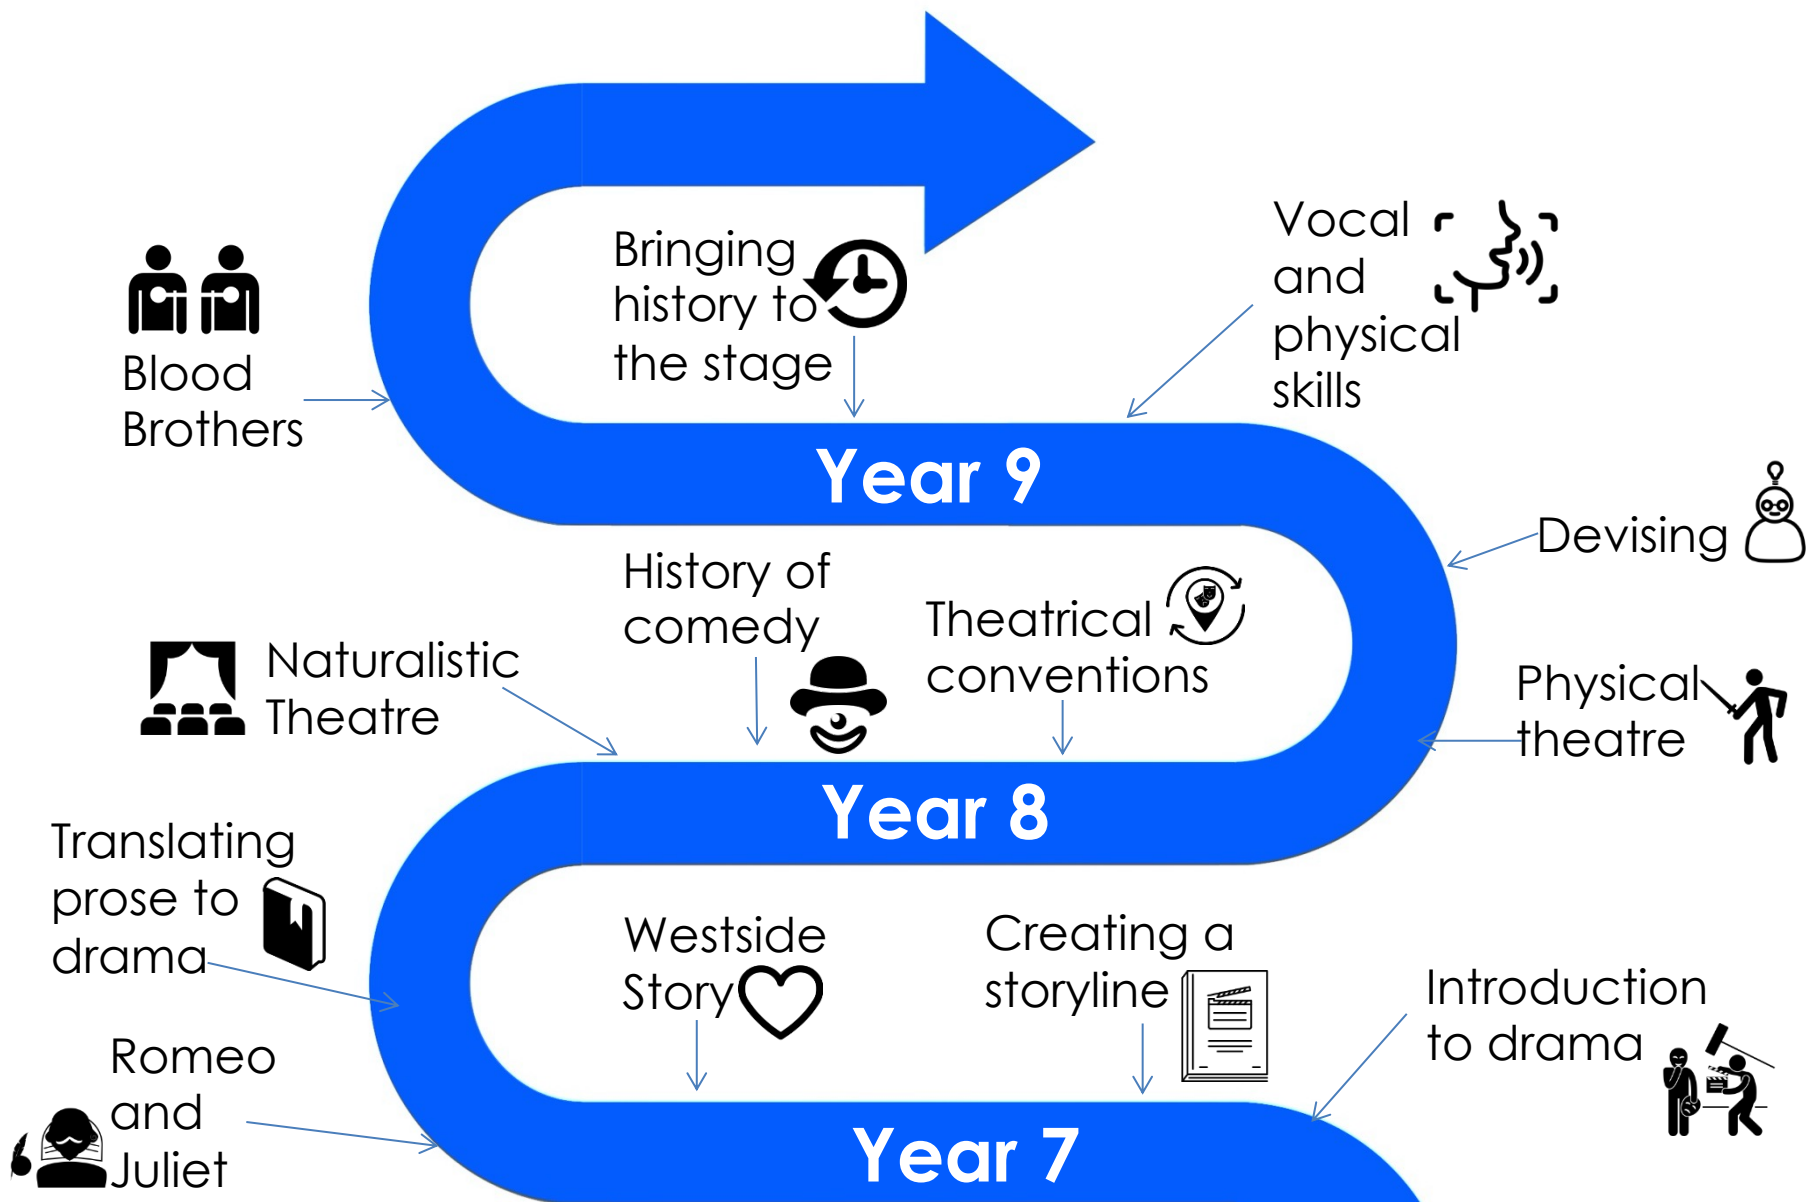 Bringing
history to
the stage
Vocal
and
physical
skills
Blood
Brothers
Year 9
Devising
History of
comedy
Theatrical
conventions
Naturalistic
Theatre
Physical
theatre
Year 8
Translating
prose to
drama
Westside
Story
Creating a
storyline
Introduction
to drama
Romeo
and
Juliet
Year 7